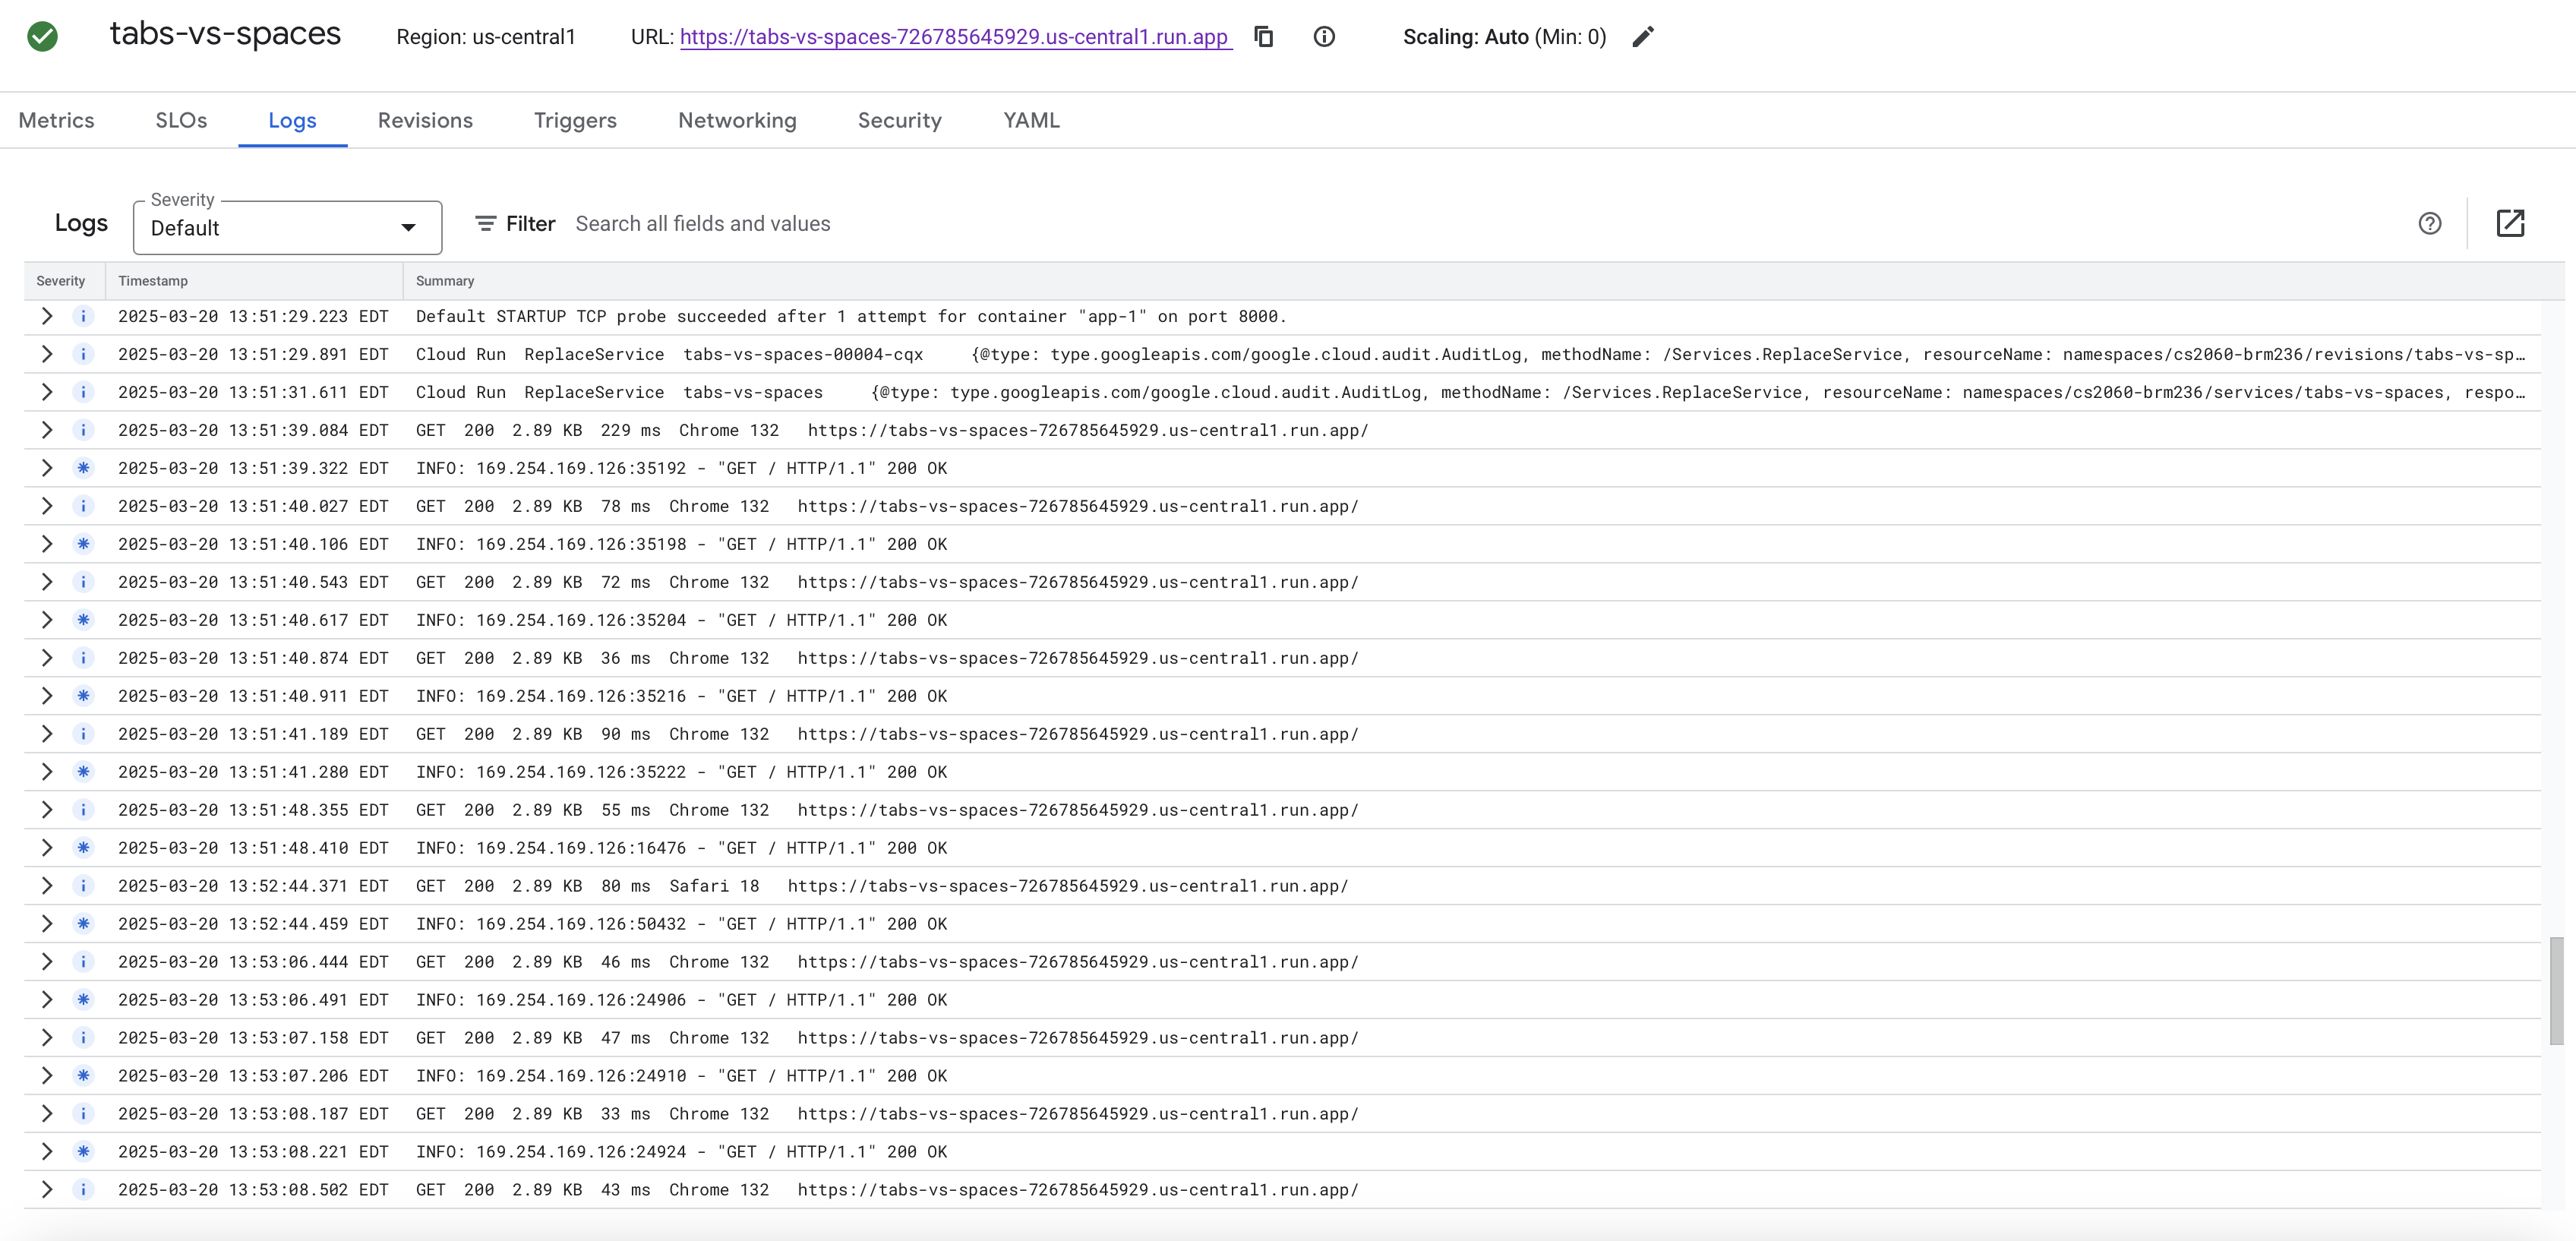 tabs-vs-spaces Region: us-central1 URL: https://tabs-vs-spaces-726785645929.us-central1.run.app Scaling: Auto (Min: 0)
Metrics SLOs Logs Revisions Triggers Networking Security YAML
Logs Severity Default Filter Search all fields and values
Severity Timestamp Summary
2025-03-20 13:51:29.223 EDT Default STARTUP TCP probe succeeded after 1 attempt for container "app-1" on port 8000.
2025-03-20 13:51:29.891 EDT Cloud Run ReplaceService tabs-vs-spaces-00004-cqx {@type: type.googleapis.com/google.cloud.audit.AuditLog, methodName: /Services.ReplaceService, resourceName: namespaces/cs2060-brm236/revisions/tabs-vs-sp…
2025-03-20 13:51:31.611 EDT Cloud Run ReplaceService tabs-vs-spaces {@type: type.googleapis.com/google.cloud.audit.AuditLog, methodName: /Services.ReplaceService, resourceName: namespaces/cs2060-brm236/services/tabs-vs-spaces, respo…
2025-03-20 13:51:39.084 EDT GET 200 2.89 KB 229 ms Chrome 132 https://tabs-vs-spaces-726785645929.us-central1.run.app/
2025-03-20 13:51:39.322 EDT INFO: 169.254.169.126:35192 - "GET / HTTP/1.1" 200 OK
2025-03-20 13:51:40.027 EDT GET 200 2.89 KB 78 ms Chrome 132 https://tabs-vs-spaces-726785645929.us-central1.run.app/
2025-03-20 13:51:40.106 EDT INFO: 169.254.169.126:35198 - "GET / HTTP/1.1" 200 OK
2025-03-20 13:51:40.543 EDT GET 200 2.89 KB 72 ms Chrome 132 https://tabs-vs-spaces-726785645929.us-central1.run.app/
2025-03-20 13:51:40.617 EDT INFO: 169.254.169.126:35204 - "GET / HTTP/1.1" 200 OK
2025-03-20 13:51:40.874 EDT GET 200 2.89 KB 36 ms Chrome 132 https://tabs-vs-spaces-726785645929.us-central1.run.app/
2025-03-20 13:51:40.911 EDT INFO: 169.254.169.126:35216 - "GET / HTTP/1.1" 200 OK
2025-03-20 13:51:41.189 EDT GET 200 2.89 KB 90 ms Chrome 132 https://tabs-vs-spaces-726785645929.us-central1.run.app/
2025-03-20 13:51:41.280 EDT INFO: 169.254.169.126:35222 - "GET / HTTP/1.1" 200 OK
2025-03-20 13:51:48.355 EDT GET 200 2.89 KB 55 ms Chrome 132 https://tabs-vs-spaces-726785645929.us-central1.run.app/
2025-03-20 13:51:48.410 EDT INFO: 169.254.169.126:16476 - "GET / HTTP/1.1" 200 OK
2025-03-20 13:52:44.371 EDT GET 200 2.89 KB 80 ms Safari 18 https://tabs-vs-spaces-726785645929.us-central1.run.app/
2025-03-20 13:52:44.459 EDT INFO: 169.254.169.126:50432 - "GET / HTTP/1.1" 200 OK
2025-03-20 13:53:06.444 EDT GET 200 2.89 KB 46 ms Chrome 132 https://tabs-vs-spaces-726785645929.us-central1.run.app/
2025-03-20 13:53:06.491 EDT INFO: 169.254.169.126:24906 - "GET / HTTP/1.1" 200 OK
2025-03-20 13:53:07.158 EDT GET 200 2.89 KB 47 ms Chrome 132 https://tabs-vs-spaces-726785645929.us-central1.run.app/
2025-03-20 13:53:07.206 EDT INFO: 169.254.169.126:24910 - "GET / HTTP/1.1" 200 OK
2025-03-20 13:53:08.187 EDT GET 200 2.89 KB 33 ms Chrome 132 https://tabs-vs-spaces-726785645929.us-central1.run.app/
2025-03-20 13:53:08.221 EDT INFO: 169.254.169.126:24924 - "GET / HTTP/1.1" 200 OK
2025-03-20 13:53:08.502 EDT GET 200 2.89 KB 43 ms Chrome 132 https://tabs-vs-spaces-726785645929.us-central1.run.app/